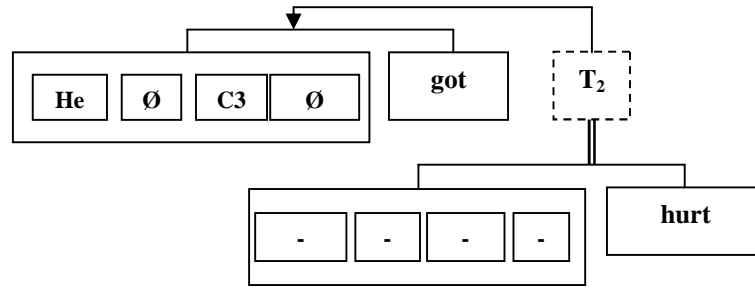 He Ø C3 Ø got T₂
- - - - hurt